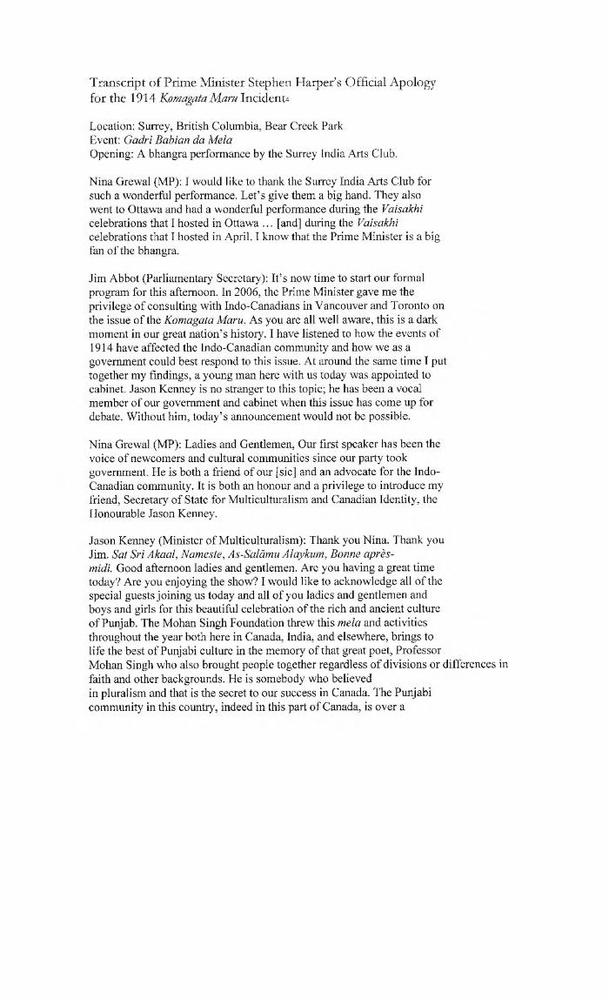 Transcript of Prime Minister Stephen Harper's Official Apology
for the 1914 Komagata Maru Incident4
Location: Surrey, British Columbia, Bear Creek Park
Event: Gadri Babian da Mela
Opening: A bhangra performance by the Surrey India Arts Club.
Nina Grewal (MP): I would like to thank the Surrey India Arts Club for
such a wonderful performance. Let's give them a big hand. They also
went to Ottawa and had a wonderful performance during the Vaisakhi
celebrations that I hosted in Ottawa … [and] during the Vaisakhi
celebrations that I hosted in April. I know that the Prime Minister is a big
fan of the bhangra.
Jim Abbot (Parliamentary Secretary): It's now time to start our formal
program for this afternoon. In 2006, the Prime Minister gave me the
privilege of consulting with Indo-Canadians in Vancouver and Toronto on
the issue of the Komagata Maru. As you are all well aware, this is a dark
moment in our great nation's history. I have listened to how the events of
1914 have affected the Indo-Canadian community and how we as a
government could best respond to this issue. At around the same time I put
together my findings, a young man here with us today was appointed to
cabinet. Jason Kenney is no stranger to this topic; he has been a vocal
member of our government and cabinet when this issue has come up for
debate. Without him, today's announcement would not be possible.
Nina Grewal (MP): Ladies and Gentlemen, Our first speaker has been the
voice of newcomers and cultural communities since our party took
government. He is both a friend of our [sic] and an advocate for the Indo-
Canadian community. It is both an honour and a privilege to introduce my
friend, Secretary of State for Multiculturalism and Canadian Identity, the
Honourable Jason Kenney.
Jason Kenney (Minister of Multiculturalism): Thank you Nina. Thank you
Jim. Sat Sri Akaal, Nameste, As-Salāmu Alaykum, Bonne après-
midi. Good afternoon ladies and gentlemen. Are you having a great time
today? Are you enjoying the show? I would like to acknowledge all of the
special guests joining us today and all of you ladies and gentlemen and
boys and girls for this beautiful celebration of the rich and ancient culture
of Punjab. The Mohan Singh Foundation threw this mela and activities
throughout the year both here in Canada, India, and elsewhere, brings to
life the best of Punjabi culture in the memory of that great poet, Professor
Mohan Singh who also brought people together regardless of divisions or differences in
faith and other backgrounds. He is somebody who believed
in pluralism and that is the secret to our success in Canada. The Punjabi
community in this country, indeed in this part of Canada, is over a